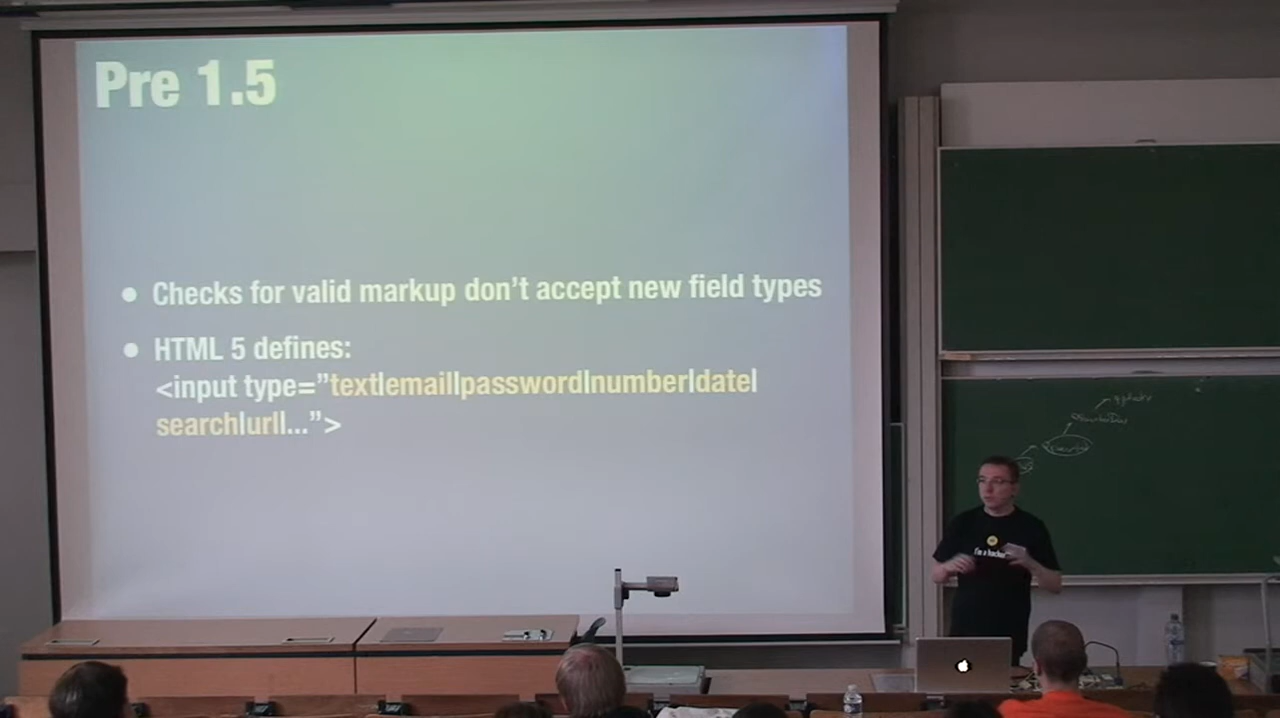 Pre 1.5
● Checks for valid markup don't accept new field types
● HTML 5 defines:
<input type=”text|email|password|number|date|
search|url|...”>
I'm a hacker